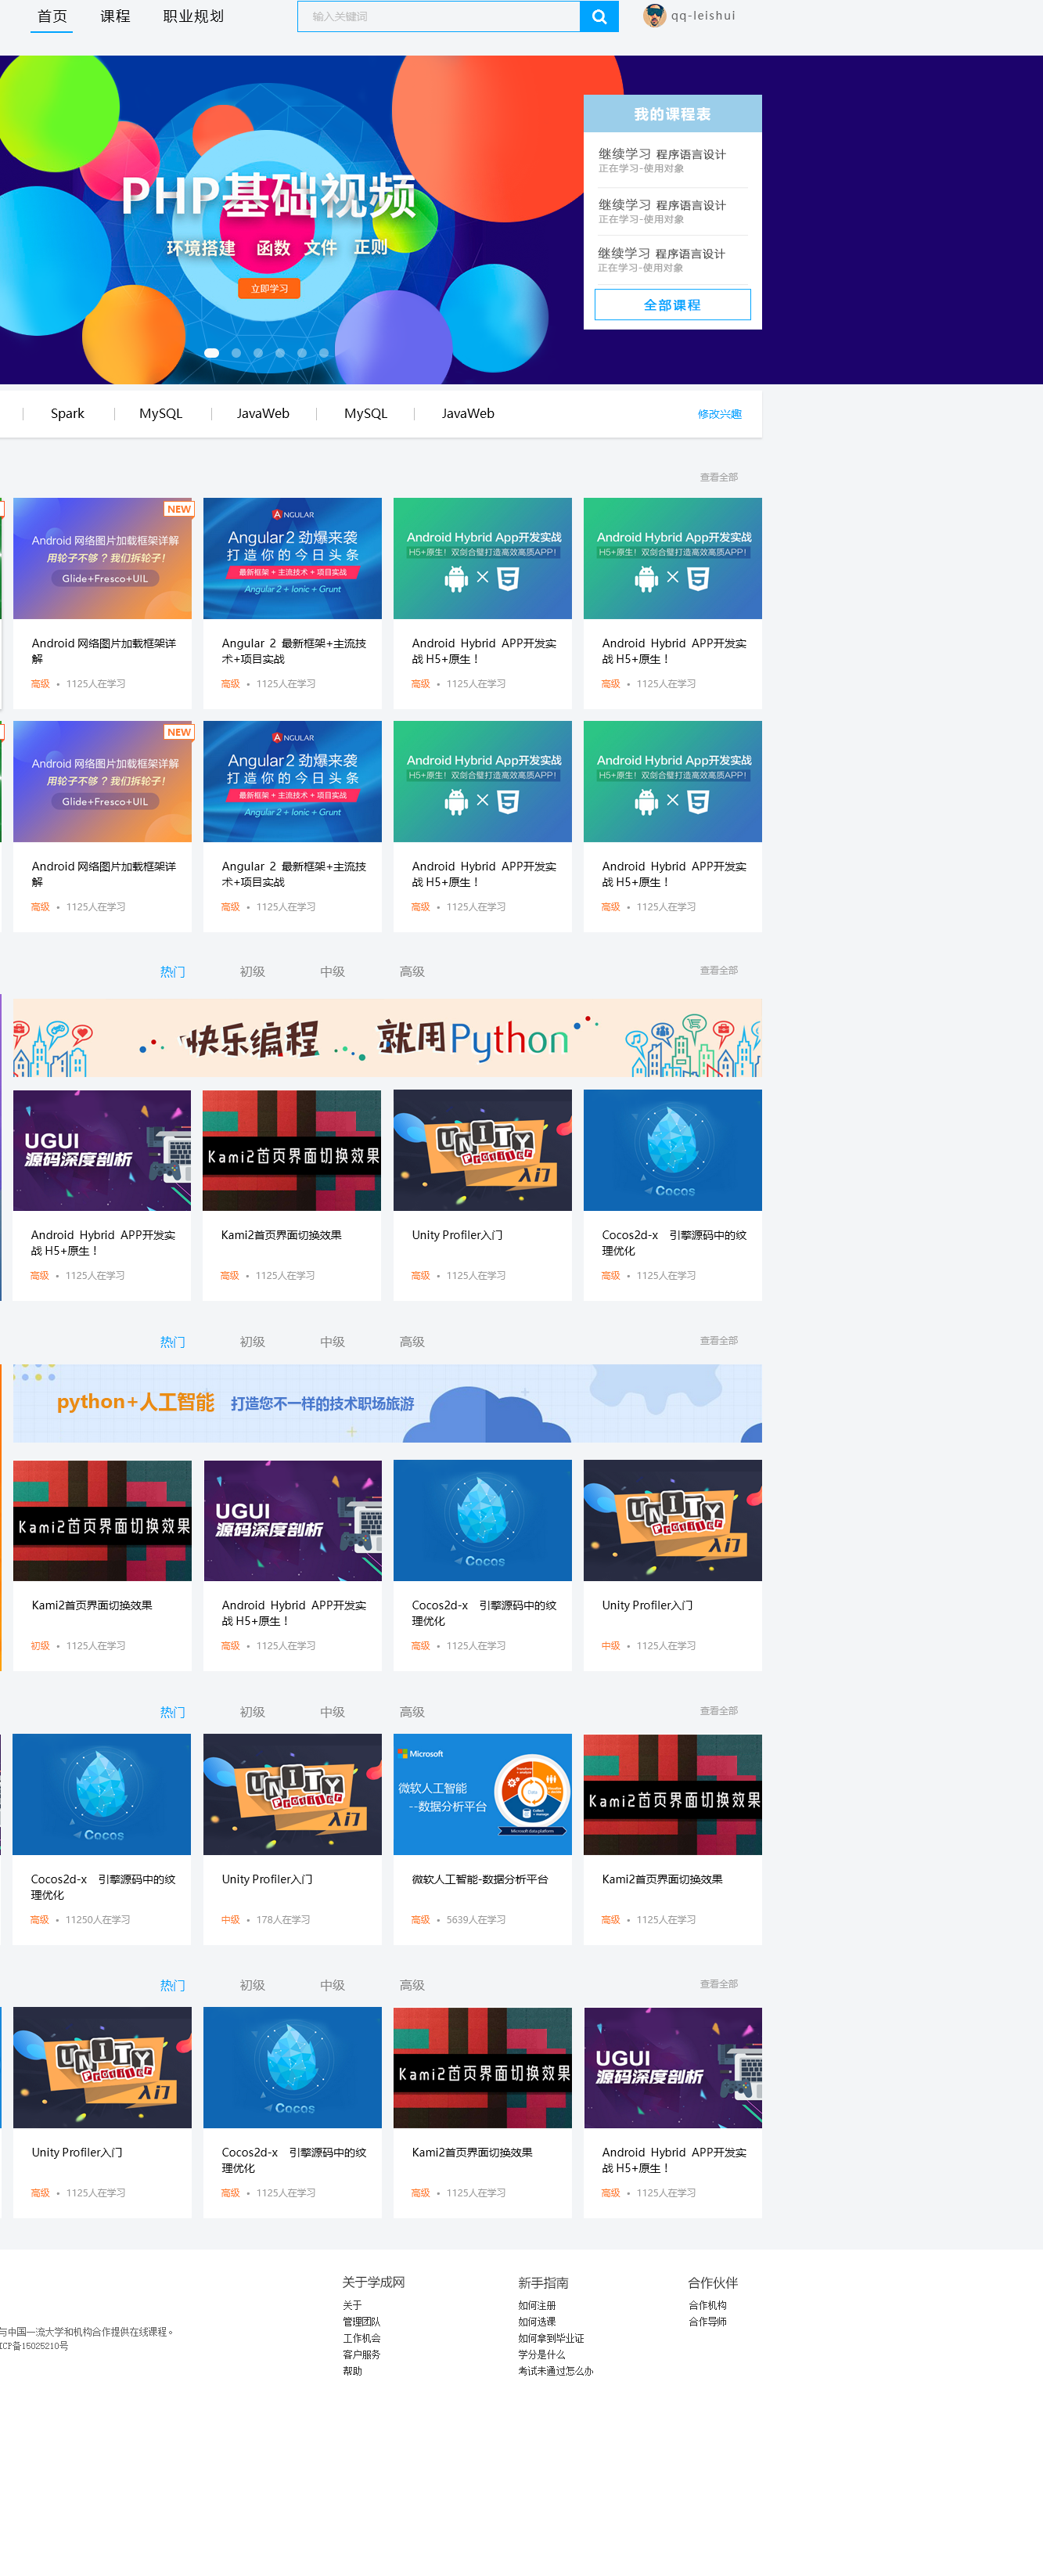 首页 课程 职业规划 输入关键词 qq-leishui
我的课程表
PHP基础视频
环境搭建 函数 文件 正则
立即学习
继续学习 程序语言设计
正在学习-使用对象
继续学习 程序语言设计
正在学习-使用对象
继续学习 程序语言设计
正在学习-使用对象
全部课程
Spark MySQL JavaWeb MySQL JavaWeb 修改兴趣
查看全部
NEW
Android 网络图片加载框架详解
用轮子不够？我们拆轮子！
Glide+Fresco+UIL
ANGULAR
Angular 2 劲爆来袭
打造你的今日头条
最新框架 + 主流技术 + 项目实战
Angular 2 + Ionic + Grunt
Android Hybrid App开发实战
H5+原生！双剑合璧打造高效高质APP！
Android Hybrid App开发实战
H5+原生！双剑合璧打造高效高质APP！
Android 网络图片加载框架详
解
高级 • 1125人在学习
Angular 2 最新框架+主流技
术+项目实战
高级 • 1125人在学习
Android Hybrid APP开发实
战 H5+原生！
高级 • 1125人在学习
Android Hybrid APP开发实
战 H5+原生！
高级 • 1125人在学习
NEW
Android 网络图片加载框架详解
用轮子不够？我们拆轮子！
Glide+Fresco+UIL
ANGULAR
Angular 2 劲爆来袭
打造你的今日头条
最新框架 + 主流技术 + 项目实战
Angular 2 + Ionic + Grunt
Android Hybrid App开发实战
H5+原生！双剑合璧打造高效高质APP！
Android Hybrid App开发实战
H5+原生！双剑合璧打造高效高质APP！
Android 网络图片加载框架详
解
高级 • 1125人在学习
Angular 2 最新框架+主流技
术+项目实战
高级 • 1125人在学习
Android Hybrid APP开发实
战 H5+原生！
高级 • 1125人在学习
Android Hybrid APP开发实
战 H5+原生！
高级 • 1125人在学习
热门 初级 中级 高级 查看全部
快乐编程 就用Python
UGUI
源码深度剖析
Kami2首页界面切换效果
UNITY
Profiler
入门
Cocos
Android Hybrid APP开发实
战 H5+原生！
高级 • 1125人在学习
Kami2首页界面切换效果
高级 • 1125人在学习
Unity Profiler入门
高级 • 1125人在学习
Cocos2d-x 引擎源码中的纹
理优化
高级 • 1125人在学习
热门 初级 中级 高级 查看全部
python+人工智能 打造您不一样的技术职场旅游
Kami2首页界面切换效果
UGUI
源码深度剖析
Cocos
UNITY
Profiler
入门
Kami2首页界面切换效果
初级 • 1125人在学习
Android Hybrid APP开发实
战 H5+原生！
高级 • 1125人在学习
Cocos2d-x 引擎源码中的纹
理优化
高级 • 1125人在学习
Unity Profiler入门
中级 • 1125人在学习
热门 初级 中级 高级 查看全部
Cocos
UNITY
Profiler
入门
Microsoft
微软人工智能
--数据分析平台
Microsoft data platform
Kami2首页界面切换效果
Cocos2d-x 引擎源码中的纹
理优化
高级 • 11250人在学习
Unity Profiler入门
中级 • 178人在学习
微软人工智能-数据分析平台
高级 • 5639人在学习
Kami2首页界面切换效果
高级 • 1125人在学习
热门 初级 中级 高级 查看全部
UNITY
Profiler
入门
Cocos
Kami2首页界面切换效果
UGUI
源码深度剖析
Unity Profiler入门
高级 • 1125人在学习
Cocos2d-x 引擎源码中的纹
理优化
高级 • 1125人在学习
Kami2首页界面切换效果
高级 • 1125人在学习
Android Hybrid APP开发实
战 H5+原生！
高级 • 1125人在学习
与中国一流大学和机构合作提供在线课程。
ICP备15025210号
关于学成网
关于
管理团队
工作机会
客户服务
帮助
新手指南
如何注册
如何选课
如何拿到毕业证
学分是什么
考试未通过怎么办
合作伙伴
合作机构
合作导师